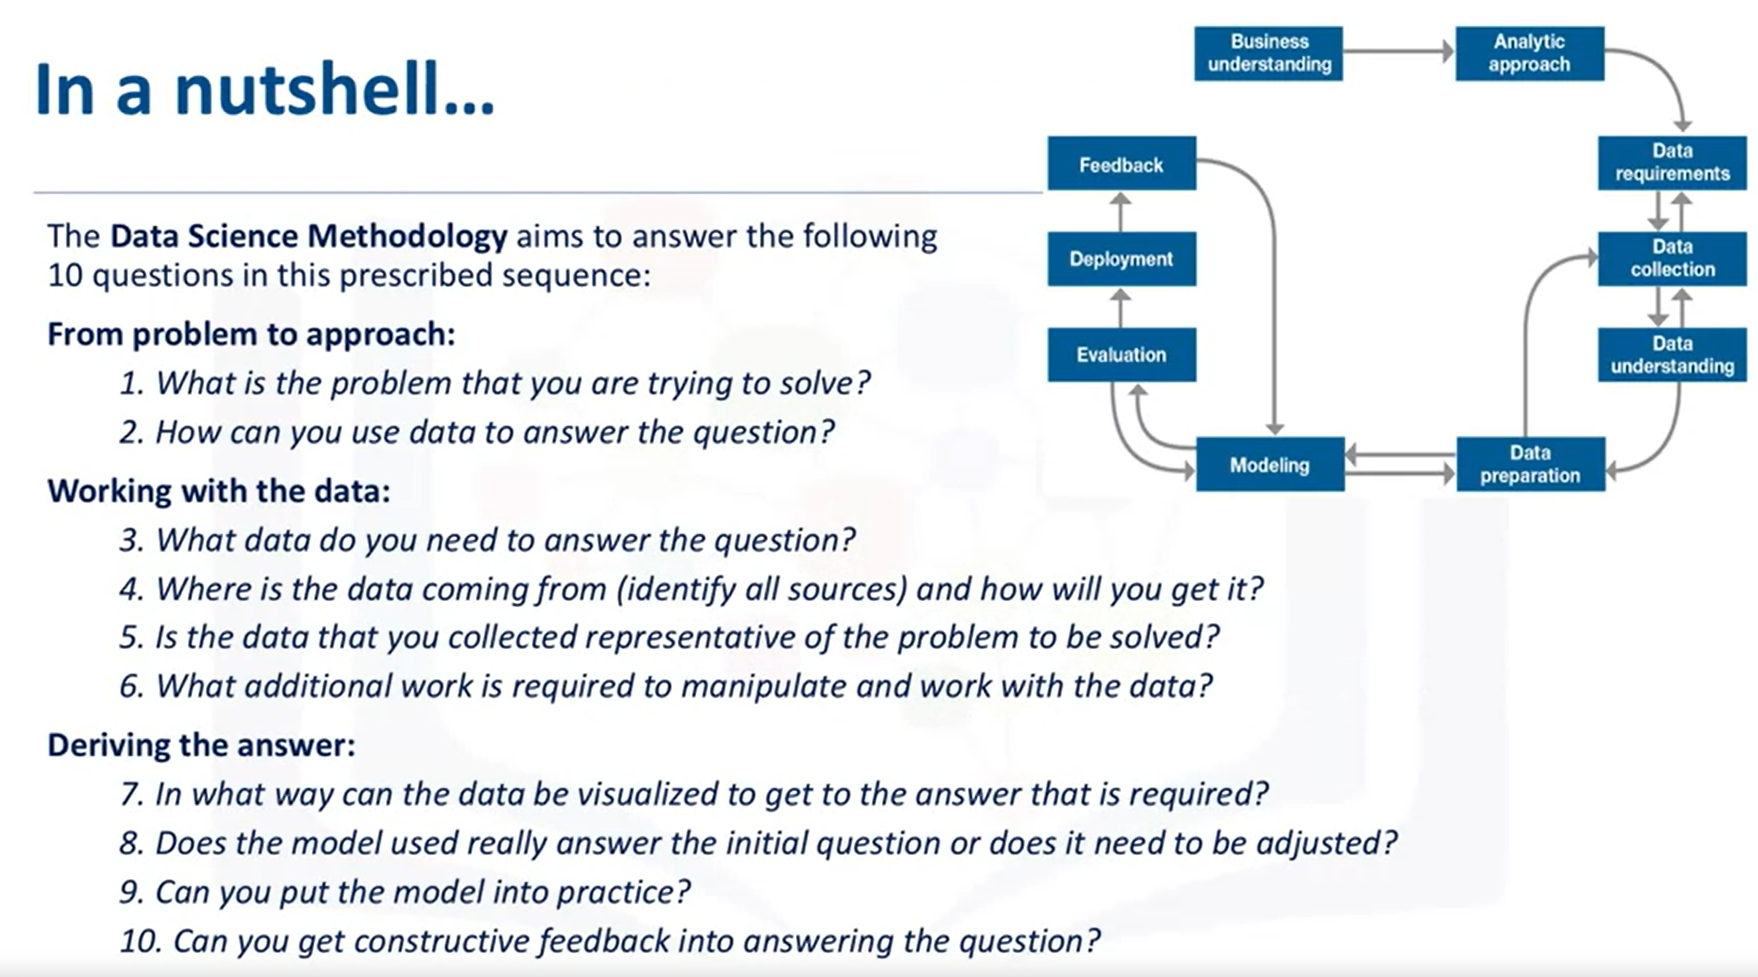 In a nutshell...
The Data Science Methodology aims to answer the following
10 questions in this prescribed sequence:
From problem to approach:
1. What is the problem that you are trying to solve?
2. How can you use data to answer the question?
Working with the data:
3. What data do you need to answer the question?
4. Where is the data coming from (identify all sources) and how will you get it?
5. Is the data that you collected representative of the problem to be solved?
6. What additional work is required to manipulate and work with the data?
Deriving the answer:
7. In what way can the data be visualized to get to the answer that is required?
8. Does the model used really answer the initial question or does it need to be adjusted?
9. Can you put the model into practice?
10. Can you get constructive feedback into answering the question?
Business
understanding
Analytic
approach
Data
requirements
Data
collection
Data
understanding
Data
preparation
Modeling
Evaluation
Deployment
Feedback